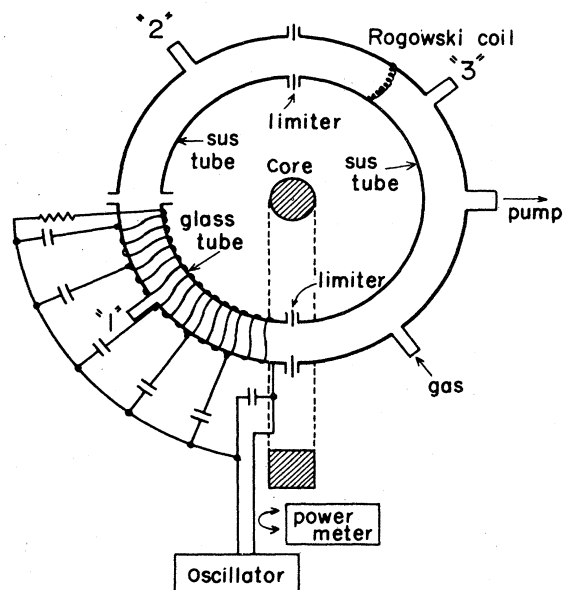 "2"
Rogowski coil
"3"
limiter
sus
tube
core
sus
tube
pump
glass
tube
limiter
"1"
gas
power
meter
Oscillator